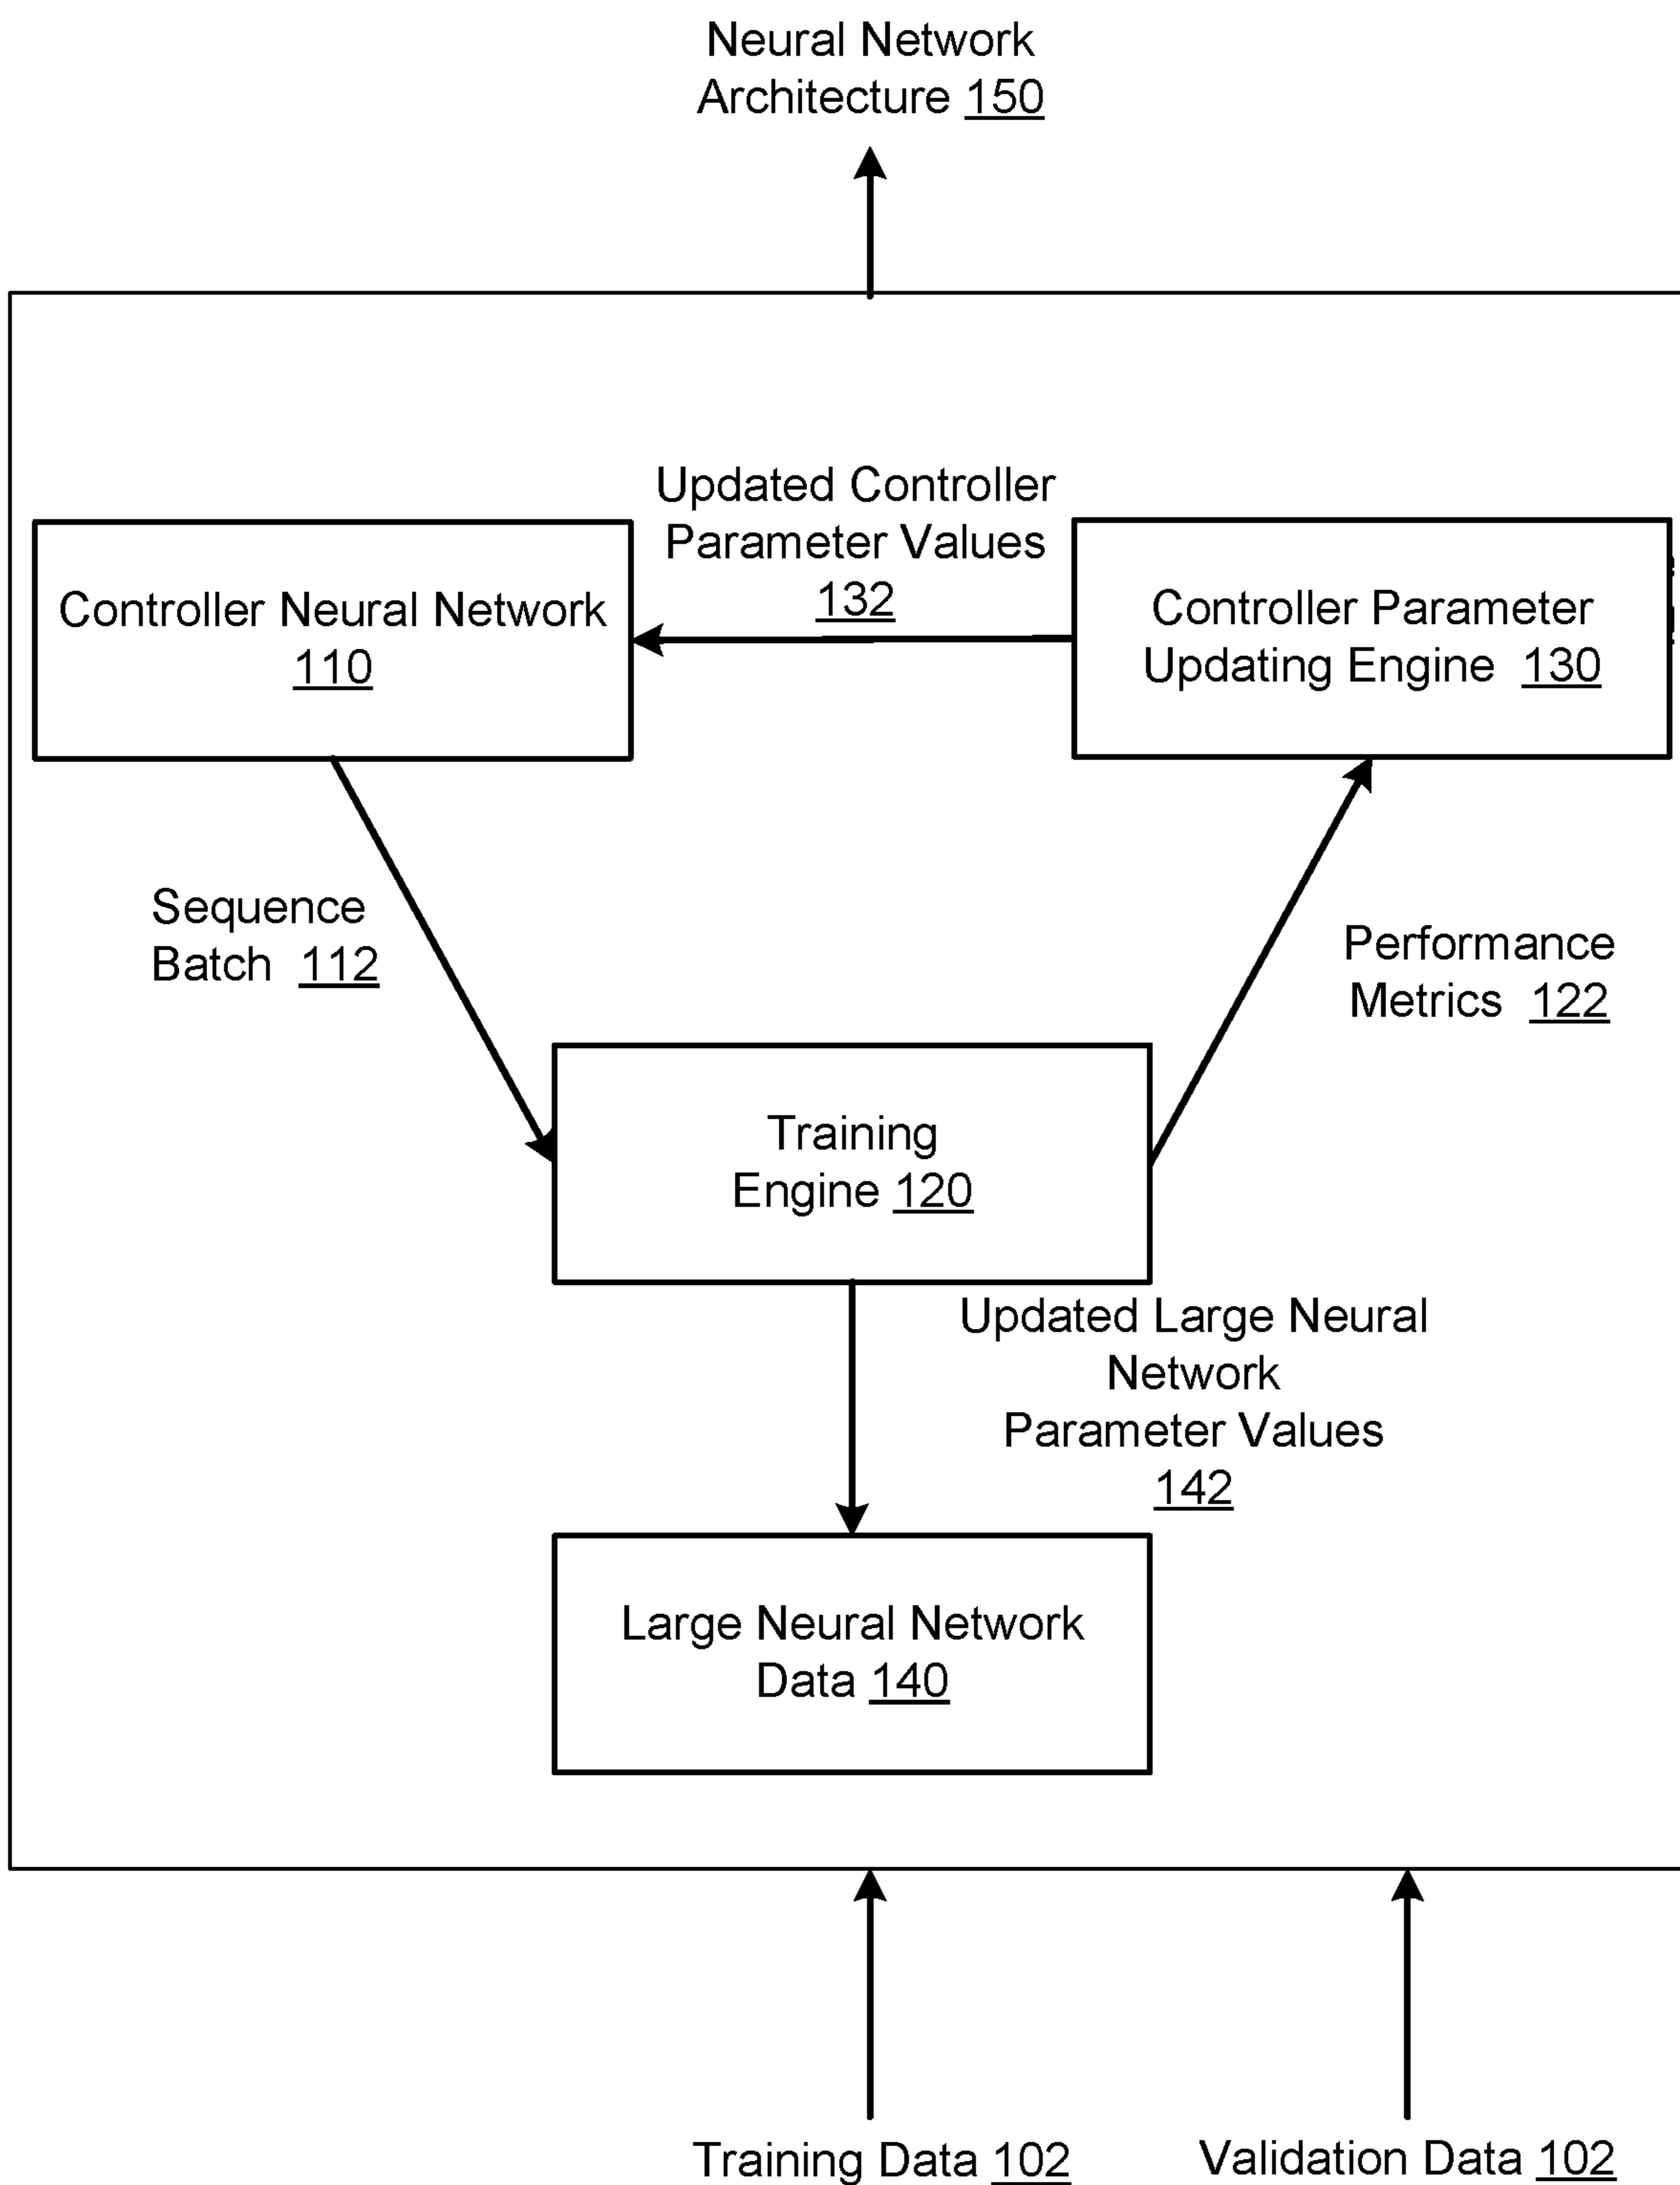 Neural Network
Architecture 150
Updated Controller
Parameter Values
132
Controller Neural Network
110
Controller Parameter
Updating Engine 130
Sequence
Batch 112
Performance
Metrics 122
Training
Engine 120
Updated Large Neural
Network
Parameter Values
142
Large Neural Network
Data 140
Training Data 102
Validation Data 102